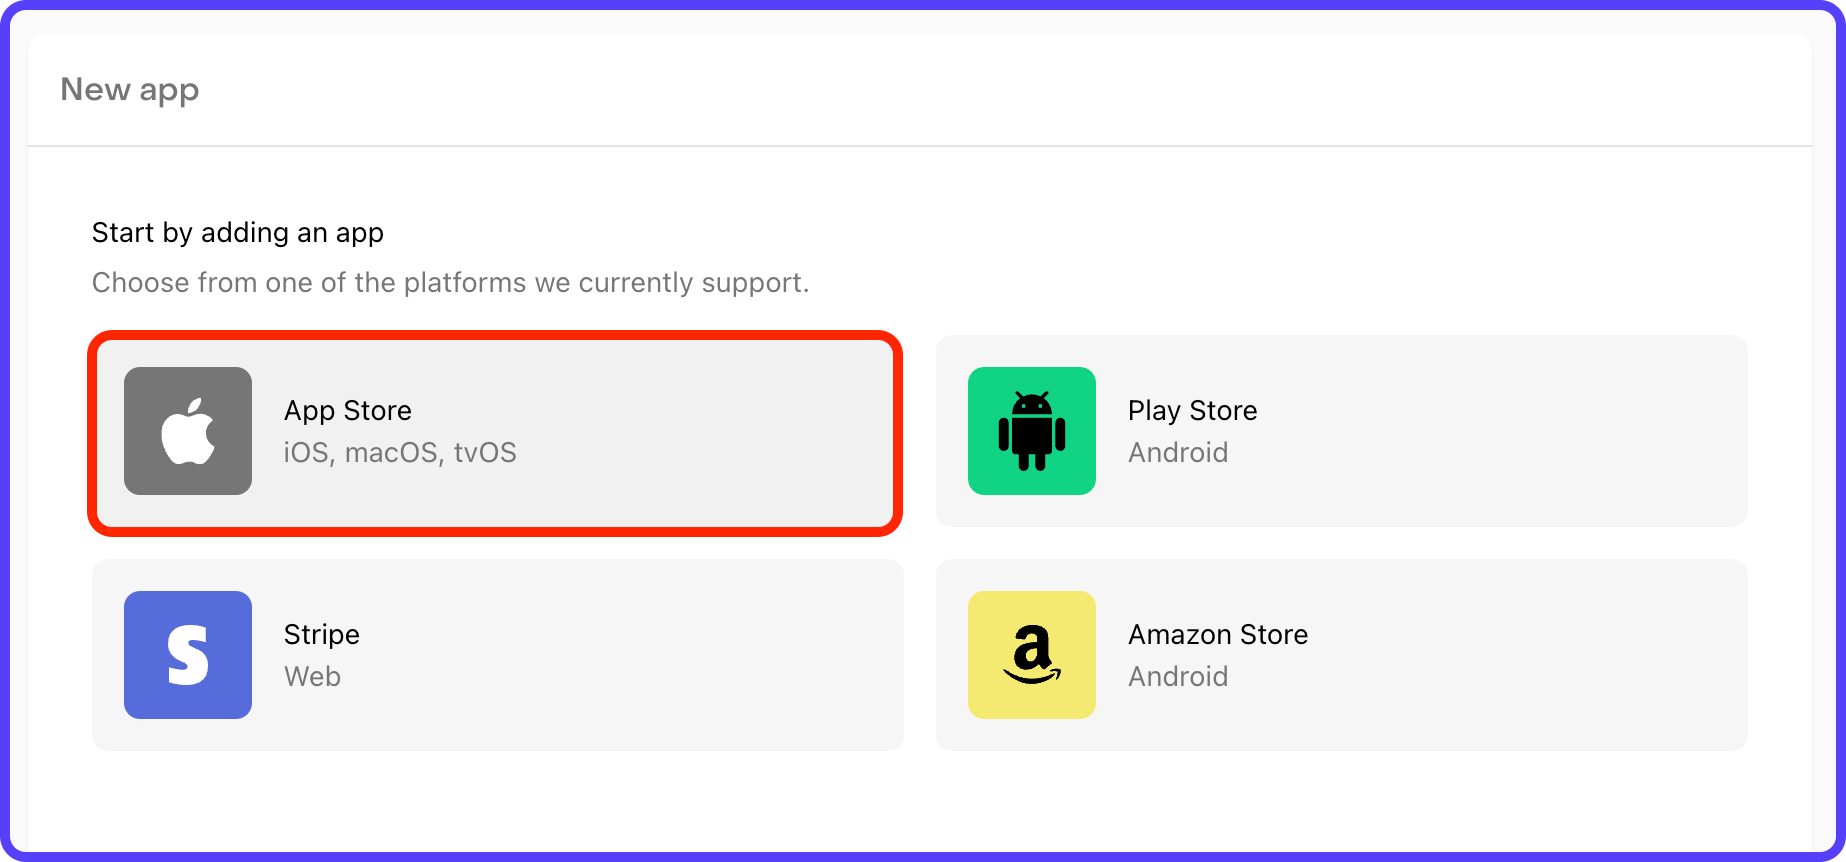 New app
Start by adding an app
Choose from one of the platforms we currently support.
App Store
iOS, macOS, tvOS
Play Store
Android
Stripe
Web
Amazon Store
Android